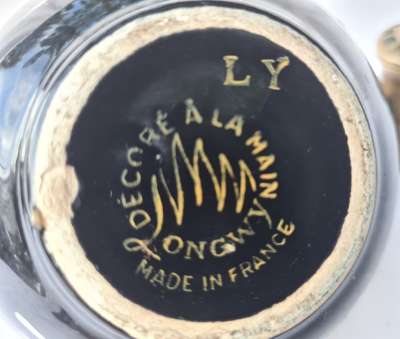 LY
DÉCORÉ À LA MAIN
LONGWY
MADE IN FRANCE